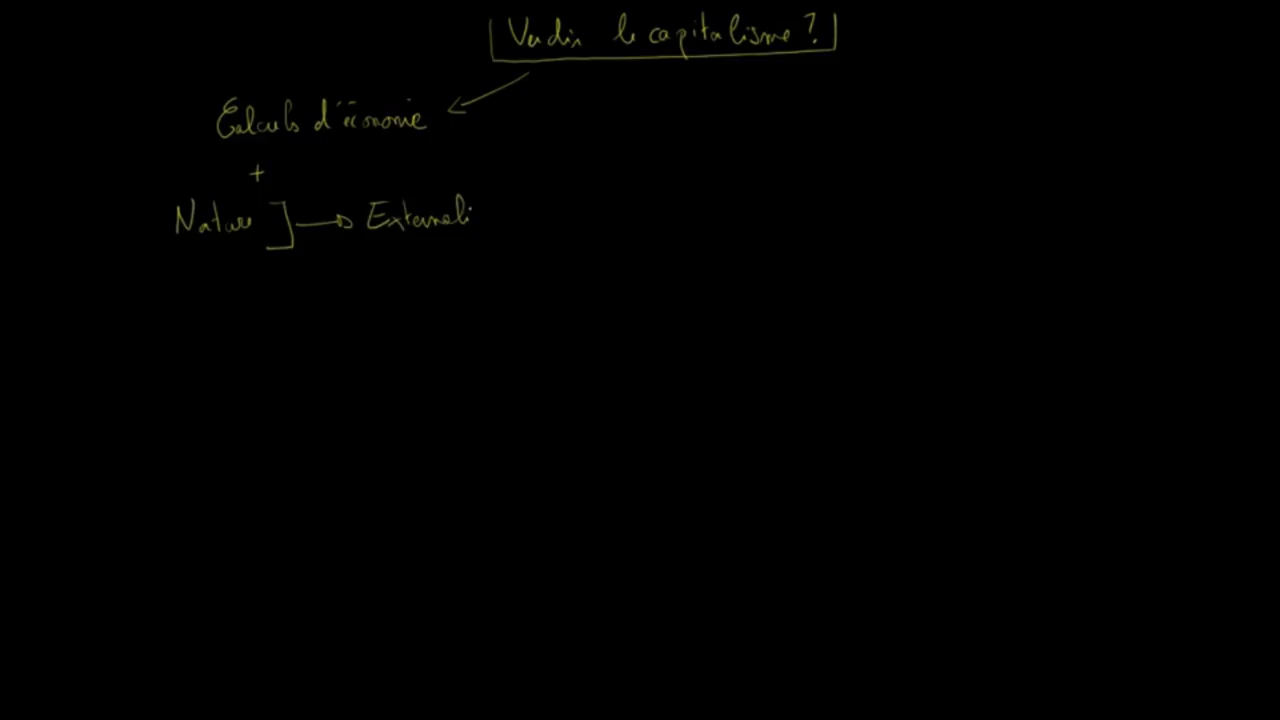 Verdir le capitalisme ?
Calculs d'économie
+
Nature ] → Externali